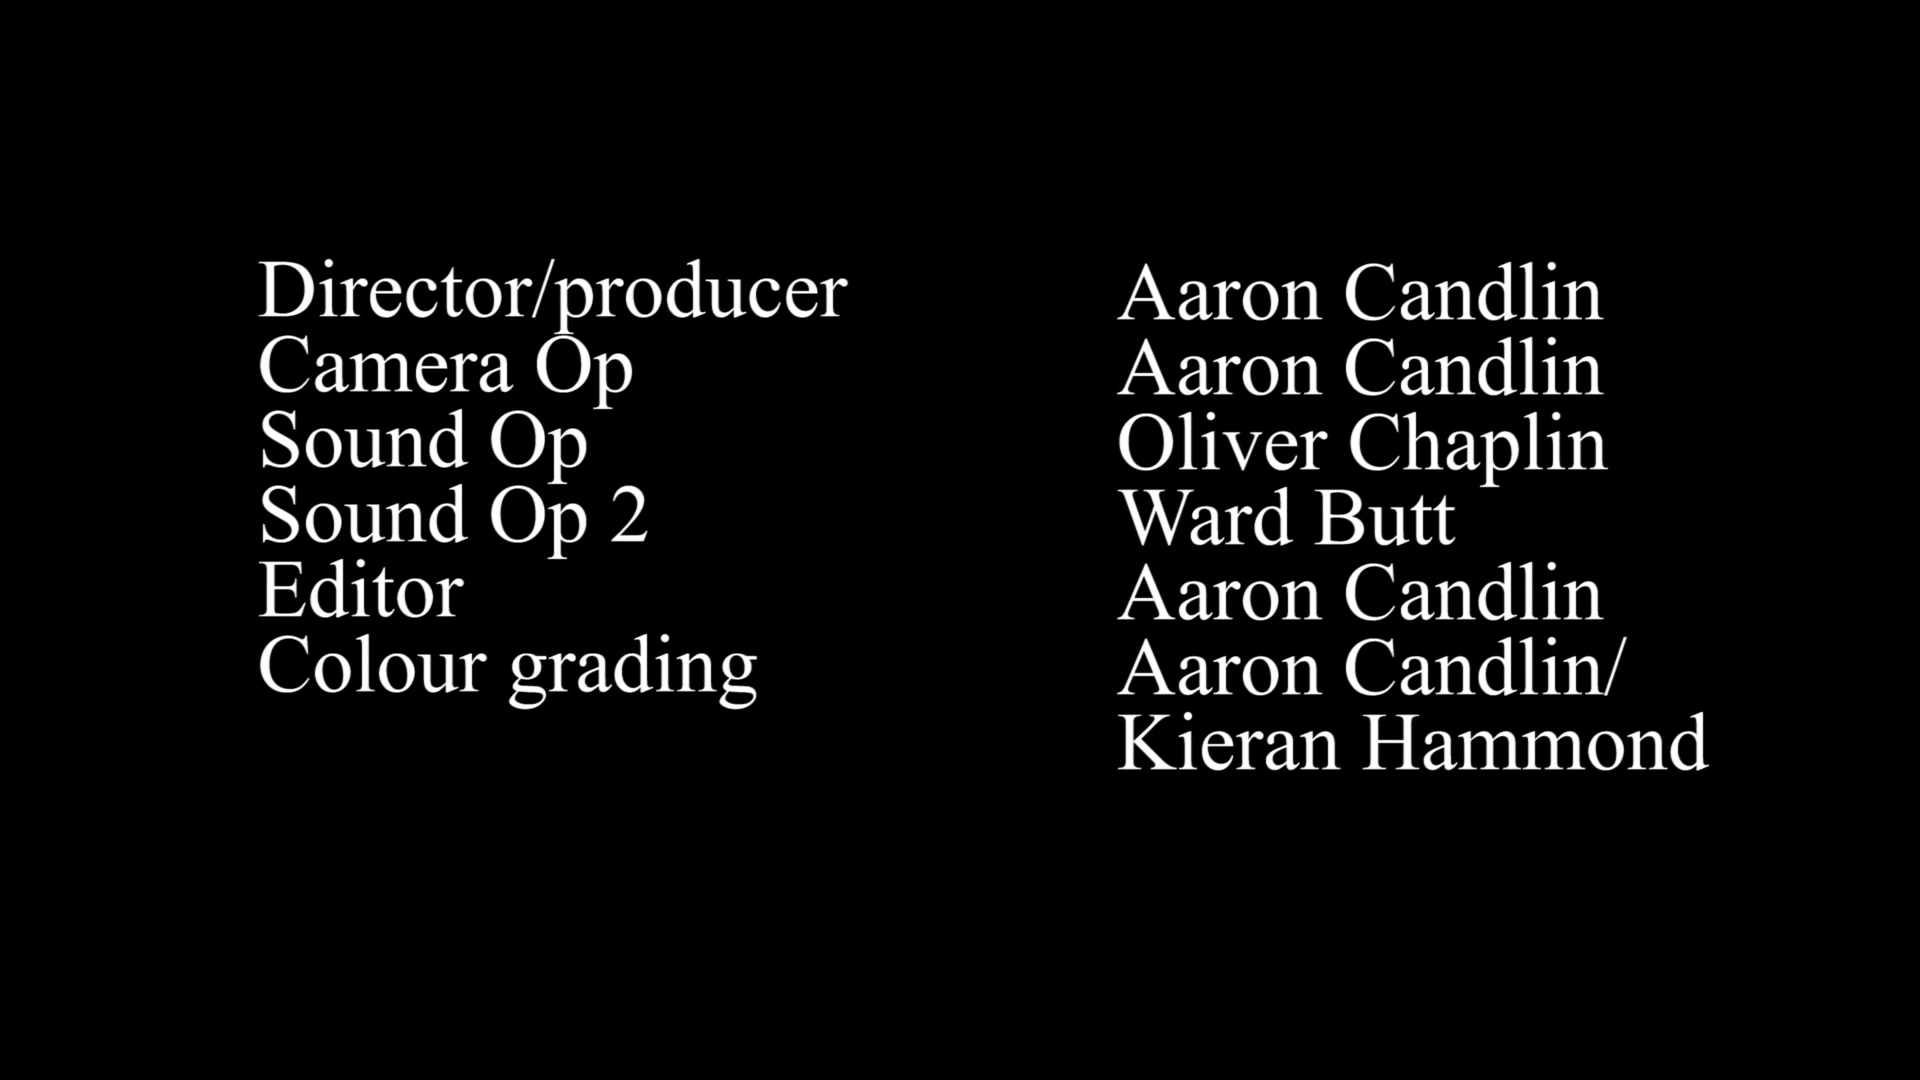 Director/producer Aaron Candlin
Camera Op Aaron Candlin
Sound Op Oliver Chaplin
Sound Op 2 Ward Butt
Editor Aaron Candlin
Colour grading Aaron Candlin/
Kieran Hammond